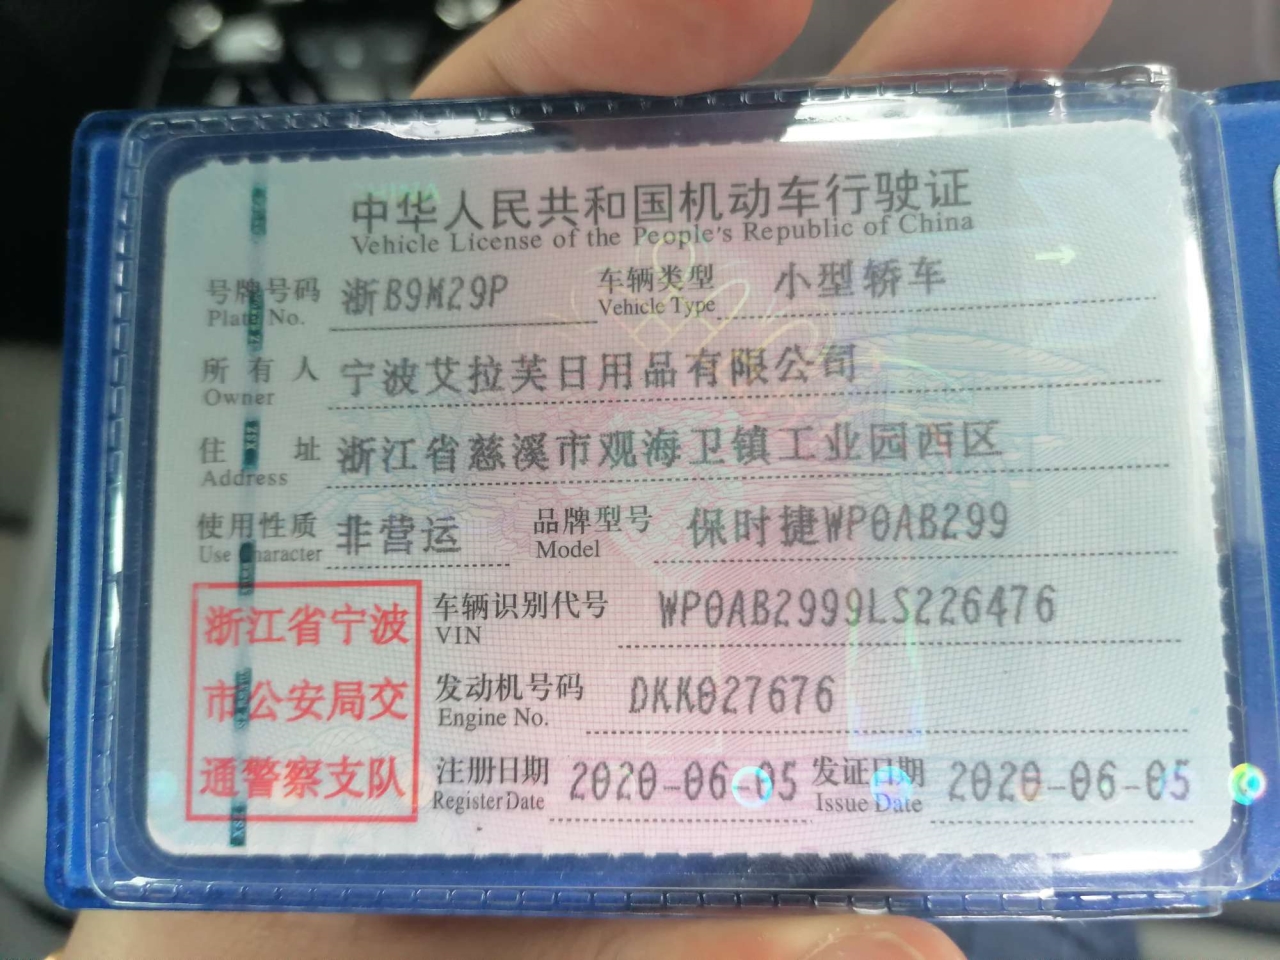 中华人民共和国机动车行驶证
Vehicle License of the People's Republic of China
号牌号码 浙B9M29P 车辆类型 小型轿车
Plate No. Vehicle Type
所有人 宁波艾拉芙日用品有限公司
Owner
住址 浙江省慈溪市观海卫镇工业园西区
Address
使用性质 非营运 品牌型号 保时捷WP0AB299
Use Character Model
浙江省宁波
市公安局交
通警察支队
车辆识别代号 WP0AB2999LS226476
VIN
发动机号码 DKK027676
Engine No.
注册日期 2020-06-05 发证日期 2020-06-05
Register Date Issue Date